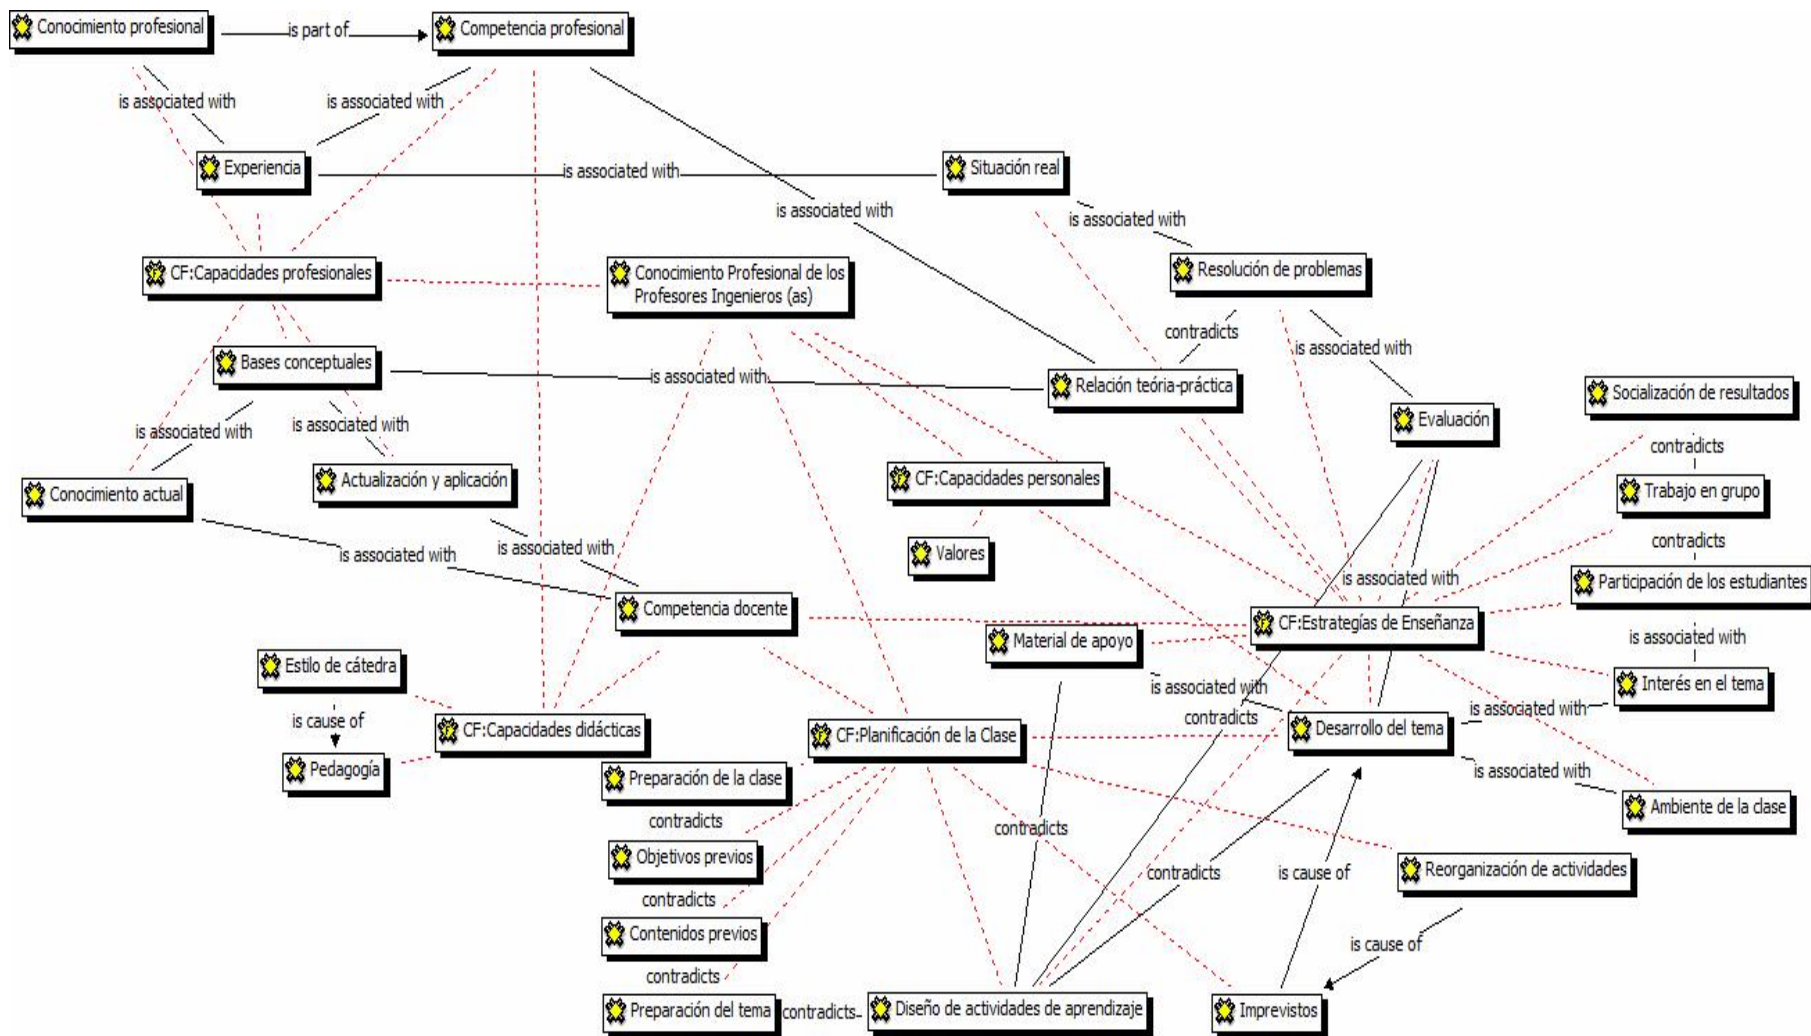 Conocimiento profesional
is part of
Competencia profesional
is associated with
is associated with
Experiencia
is associated with
Situación real
is associated with
is associated with
CF:Capacidades profesionales
Conocimiento Profesional de los
Profesores Ingenieros (as)
Resolución de problemas
contradicts
is associated with
Bases conceptuales
is associated with
Relación teória-práctica
Socialización de resultados
is associated with
is associated with
Evaluación
contradicts
Conocimiento actual
Actualización y aplicación
CF:Capacidades personales
Trabajo en grupo
is associated with
is associated with
Valores
contradicts
is associated with
Participación de los estudiantes
Competencia docente
CF:Estrategías de Enseñanza
Material de apoyo
is associated with
Estilo de cátedra
is associated with
Interés en el tema
is cause of
contradicts
is associated with
CF:Capacidades didácticas
CF:Planificación de la Clase
Desarrollo del tema
Pedagogía
Preparación de la clase
is associated with
contradicts
contradicts
Ambiente de la clase
Objetivos previos
contradicts
is cause of
Reorganización de actividades
contradicts
Contenidos previos
is cause of
contradicts
Preparación del tema
contradicts
Diseño de actividades de aprendizaje
Imprevistos